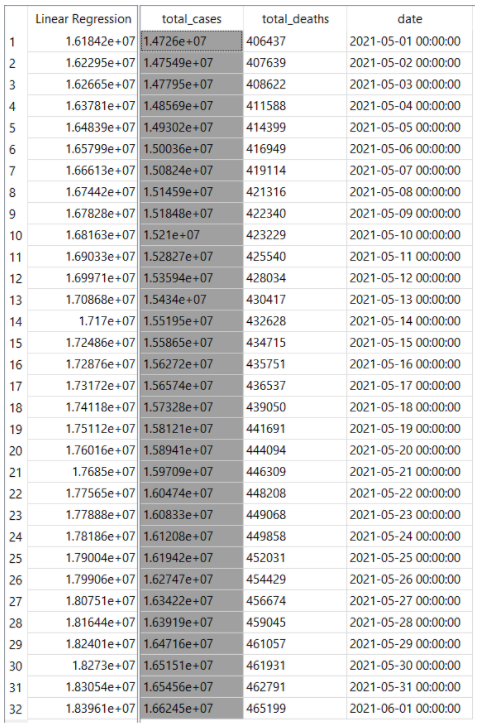 Linear Regression total_cases total_deaths date
1 1.61842e+07 1.4726e+07 406437 2021-05-01 00:00:00
2 1.62295e+07 1.47549e+07 407639 2021-05-02 00:00:00
3 1.62665e+07 1.47795e+07 408622 2021-05-03 00:00:00
4 1.63781e+07 1.48569e+07 411588 2021-05-04 00:00:00
5 1.64839e+07 1.49302e+07 414399 2021-05-05 00:00:00
6 1.65799e+07 1.50036e+07 416949 2021-05-06 00:00:00
7 1.66613e+07 1.50824e+07 419114 2021-05-07 00:00:00
8 1.67442e+07 1.51459e+07 421316 2021-05-08 00:00:00
9 1.67828e+07 1.51848e+07 422340 2021-05-09 00:00:00
10 1.68163e+07 1.521e+07 423229 2021-05-10 00:00:00
11 1.69033e+07 1.52827e+07 425540 2021-05-11 00:00:00
12 1.69971e+07 1.53594e+07 428034 2021-05-12 00:00:00
13 1.70868e+07 1.5434e+07 430417 2021-05-13 00:00:00
14 1.717e+07 1.55195e+07 432628 2021-05-14 00:00:00
15 1.72486e+07 1.55865e+07 434715 2021-05-15 00:00:00
16 1.72876e+07 1.56272e+07 435751 2021-05-16 00:00:00
17 1.73172e+07 1.56574e+07 436537 2021-05-17 00:00:00
18 1.74118e+07 1.57328e+07 439050 2021-05-18 00:00:00
19 1.75112e+07 1.58121e+07 441691 2021-05-19 00:00:00
20 1.76016e+07 1.58941e+07 444094 2021-05-20 00:00:00
21 1.7685e+07 1.59709e+07 446309 2021-05-21 00:00:00
22 1.77565e+07 1.60474e+07 448208 2021-05-22 00:00:00
23 1.77888e+07 1.60833e+07 449068 2021-05-23 00:00:00
24 1.78186e+07 1.61208e+07 449858 2021-05-24 00:00:00
25 1.79004e+07 1.61942e+07 452031 2021-05-25 00:00:00
26 1.79906e+07 1.62747e+07 454429 2021-05-26 00:00:00
27 1.80751e+07 1.63422e+07 456674 2021-05-27 00:00:00
28 1.81644e+07 1.63919e+07 459045 2021-05-28 00:00:00
29 1.82401e+07 1.64716e+07 461057 2021-05-29 00:00:00
30 1.8273e+07 1.65151e+07 461931 2021-05-30 00:00:00
31 1.83054e+07 1.65456e+07 462791 2021-05-31 00:00:00
32 1.83961e+07 1.66245e+07 465199 2021-06-01 00:00:00